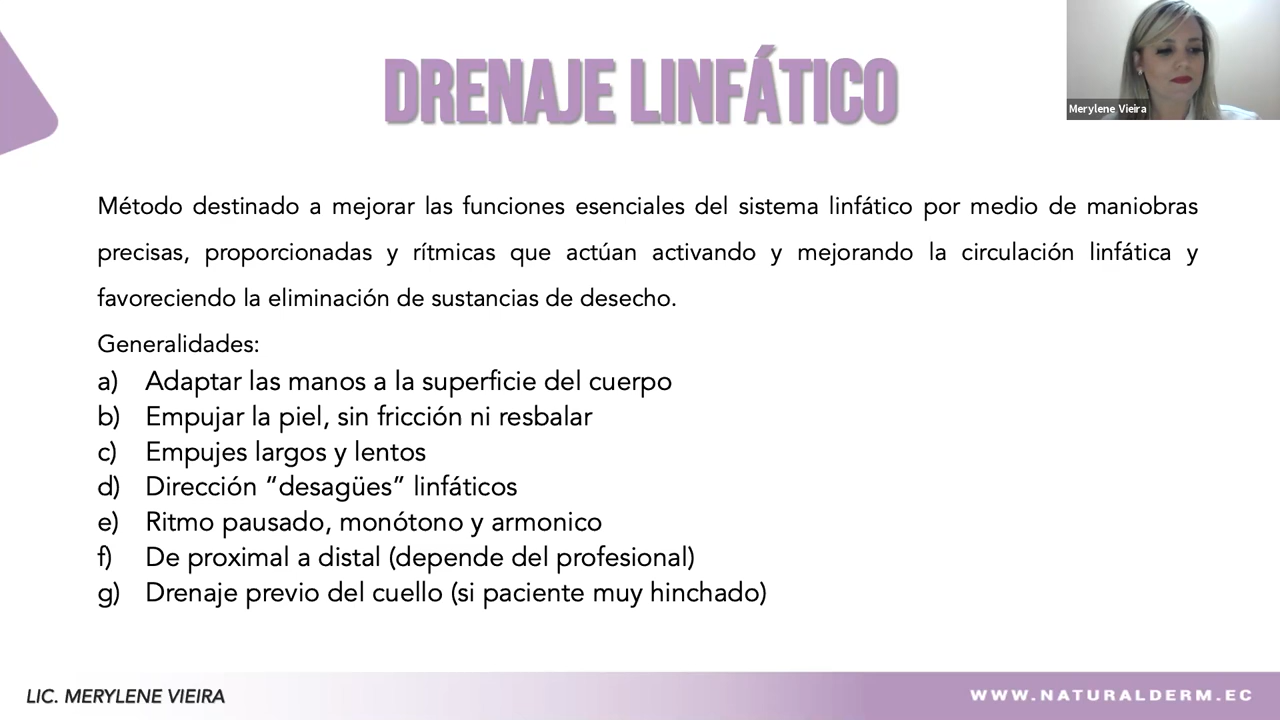 DRENAJE LINFÁTICO
Merylene Vieira
Método destinado a mejorar las funciones esenciales del sistema linfático por medio de maniobras
precisas, proporcionadas y rítmicas que actúan activando y mejorando la circulación linfática y
favoreciendo la eliminación de sustancias de desecho.
Generalidades:
a) Adaptar las manos a la superficie del cuerpo
b) Empujar la piel, sin fricción ni resbalar
c) Empujes largos y lentos
d) Dirección “desagües” linfáticos
e) Ritmo pausado, monótono y armonico
f) De proximal a distal (depende del profesional)
g) Drenaje previo del cuello (si paciente muy hinchado)
LIC. MERYLENE VIEIRA
WWW.NATURALDERM.EC